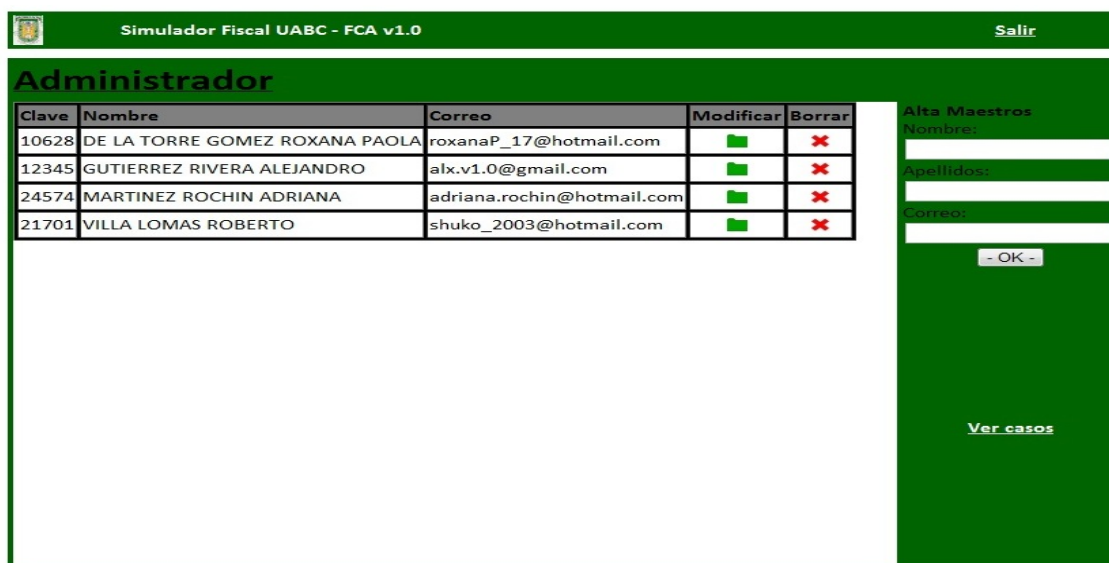 Simulador Fiscal UABC - FCA v1.0
Salir
Administrador
Clave Nombre Correo Modificar Borrar
10628 DE LA TORRE GOMEZ ROXANA PAOLA roxanaP_17@hotmail.com
12345 GUTIERREZ RIVERA ALEJANDRO alx.v1.0@gmail.com
24574 MARTINEZ ROCHIN ADRIANA adriana.rochin@hotmail.com
21701 VILLA LOMAS ROBERTO shuko_2003@hotmail.com
Alta Maestros
Nombre:
Apellidos:
Correo:
- OK -
Ver casos